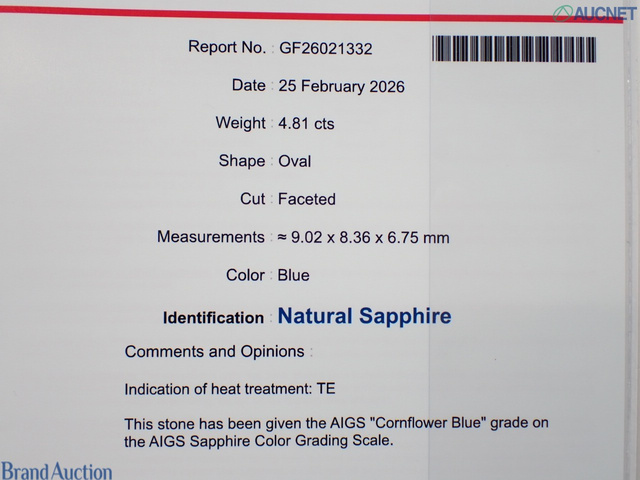 AUCNET
Report No. : GF26021332
Date : 25 February 2026
Weight : 4.81 cts
Shape : Oval
Cut : Faceted
Measurements : ≈ 9.02 x 8.36 x 6.75 mm
Color : Blue
Identification : Natural Sapphire
Comments and Opinions :
Indication of heat treatment: TE
This stone has been given the AIGS "Cornflower Blue" grade on
the AIGS Sapphire Color Grading Scale.
Brand Auction